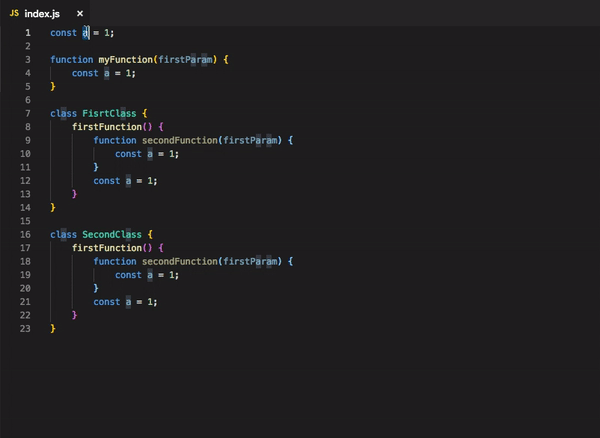 JS index.js ×
1 const a = 1;
2
3 function myFunction(firstParam) {
4 const a = 1;
5 }
6
7 class FisrtClass {
8 firstFunction() {
9 function secondFunction(firstParam) {
10 const a = 1;
11 }
12 const a = 1;
13 }
14 }
15
16 class SecondClass {
17 firstFunction() {
18 function secondFunction(firstParam) {
19 const a = 1;
20 }
21 const a = 1;
22 }
23 }